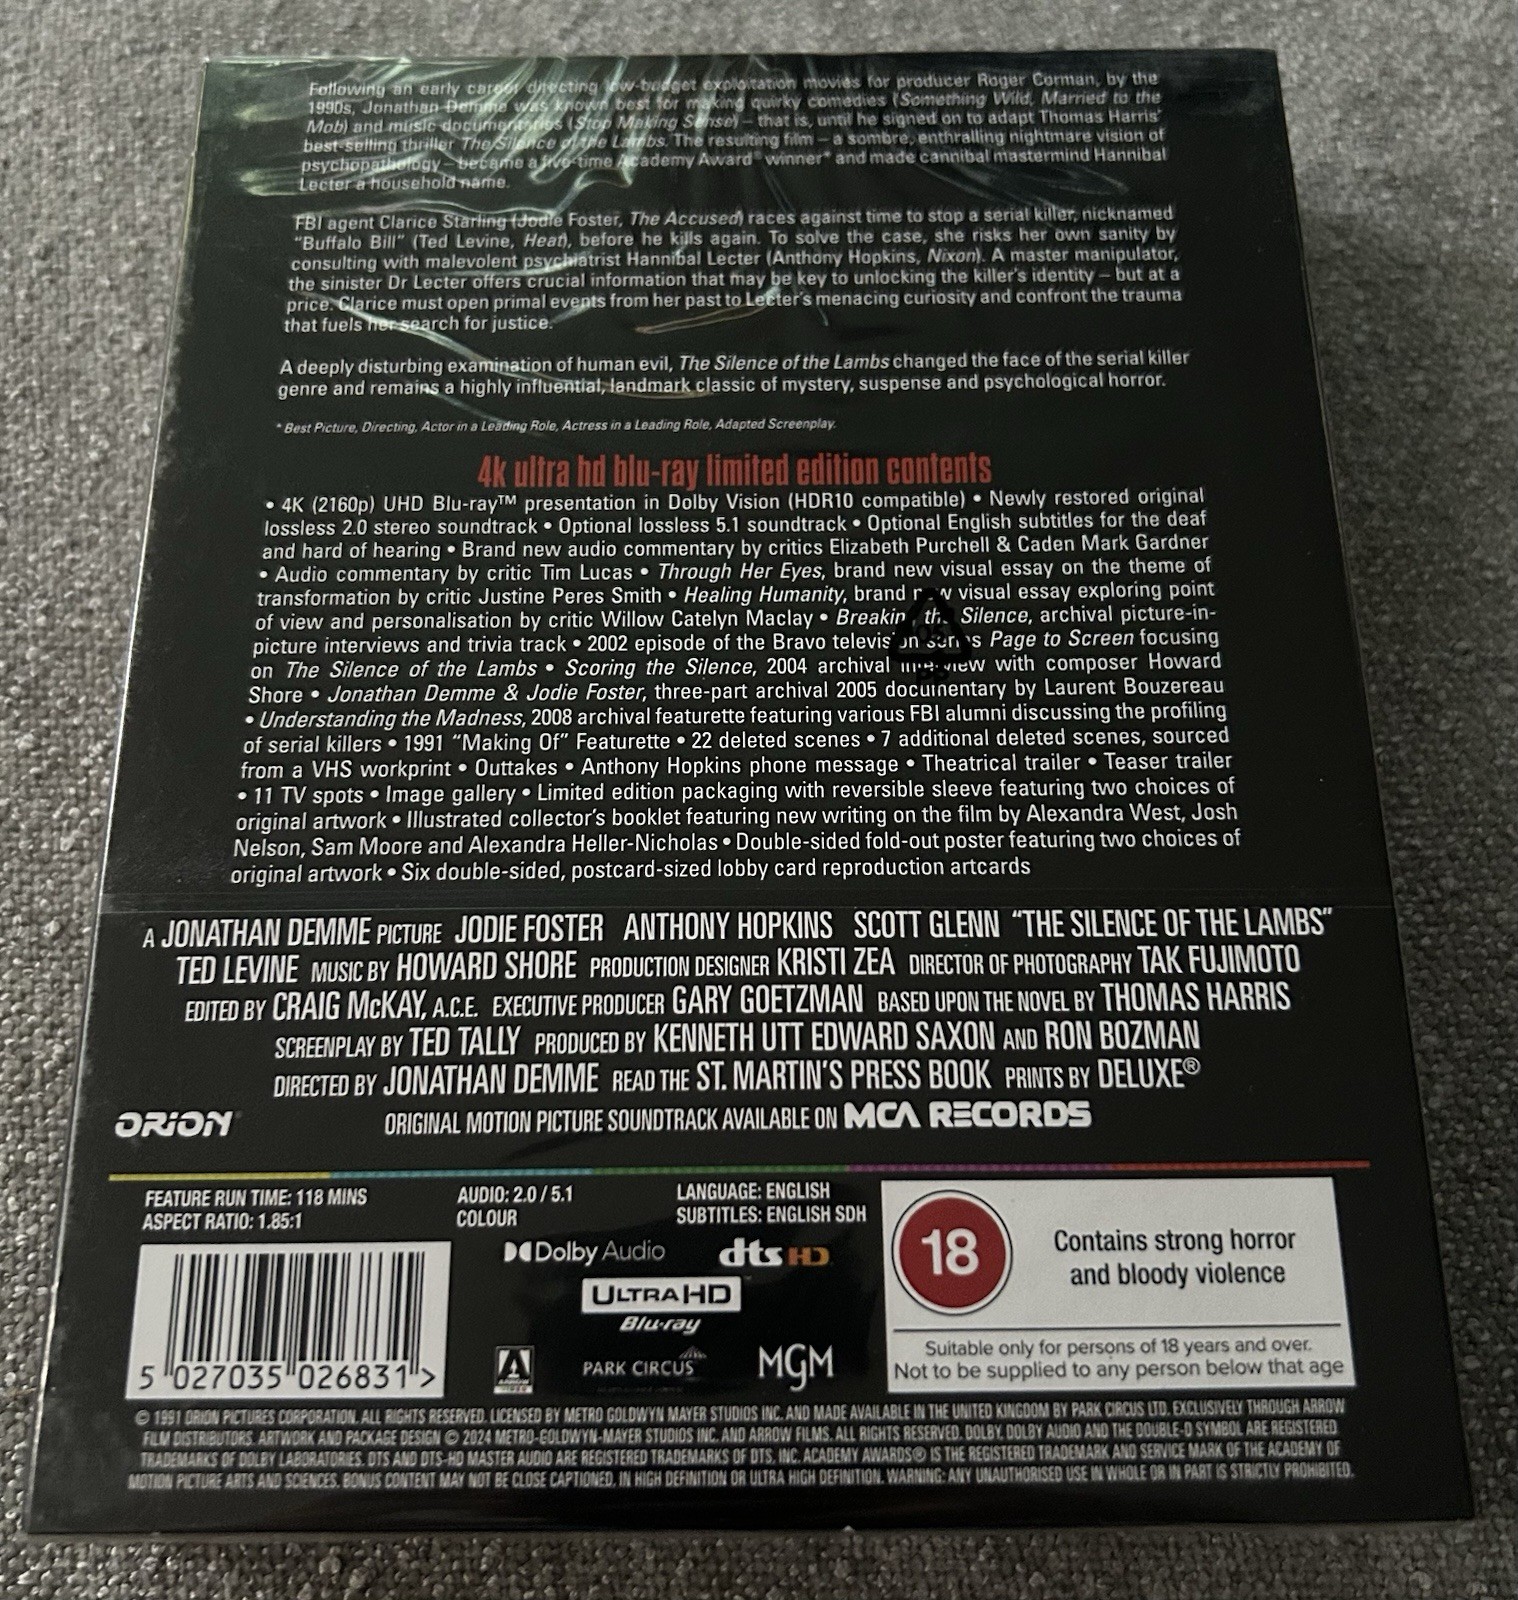 Following an early career directing low-budget exploitation movies for producer Roger Corman, by the
1990s, Jonathan Demme was known best for making quirky comedies (Something Wild, Married to the
Mob) and music documentaries (Stop Making Sense) – that is, until he signed on to adapt Thomas Harris'
best-selling thriller The Silence of the Lambs. The resulting film – a sombre, enthralling nightmare vision of
psychopathology – became a five-time Academy Award® winner* and made cannibal mastermind Hannibal
Lecter a household name.
FBI agent Clarice Starling (Jodie Foster, The Accused) races against time to stop a serial killer, nicknamed
“Buffalo Bill” (Ted Levine, Heat), before he kills again. To solve the case, she risks her own sanity by
consulting with malevolent psychiatrist Hannibal Lecter (Anthony Hopkins, Nixon). A master manipulator,
the sinister Dr Lecter offers crucial information that may be key to unlocking the killer's identity – but at a
price. Clarice must open primal events from her past to Lecter's menacing curiosity and confront the trauma
that fuels her search for justice.
A deeply disturbing examination of human evil, The Silence of the Lambs changed the face of the serial killer
genre and remains a highly influential, landmark classic of mystery, suspense and psychological horror.
*Best Picture, Directing, Actor in a Leading Role, Actress in a Leading Role, Adapted Screenplay.
4k ultra hd blu-ray limited edition contents
• 4K (2160p) UHD Blu-ray™ presentation in Dolby Vision (HDR10 compatible) • Newly restored original
lossless 2.0 stereo soundtrack • Optional lossless 5.1 soundtrack • Optional English subtitles for the deaf
and hard of hearing • Brand new audio commentary by critics Elizabeth Purchell & Caden Mark Gardner
• Audio commentary by critic Tim Lucas • Through Her Eyes, brand new visual essay on the theme of
transformation by critic Justine Peres Smith • Healing Humanity, brand new visual essay exploring point
of view and personalisation by critic Willow Catelyn Maclay • Breaking the Silence, archival picture-in-
picture interviews and trivia track • 2002 episode of the Bravo television series Page to Screen focusing
on The Silence of the Lambs • Scoring the Silence, 2004 archival interview with composer Howard
Shore • Jonathan Demme & Jodie Foster, three-part archival 2005 documentary by Laurent Bouzereau
• Understanding the Madness, 2008 archival featurette featuring various FBI alumni discussing the profiling
of serial killers • 1991 “Making Of” Featurette • 22 deleted scenes • 7 additional deleted scenes, sourced
from a VHS workprint • Outtakes • Anthony Hopkins phone message • Theatrical trailer • Teaser trailer
• 11 TV spots • Image gallery • Limited edition packaging with reversible sleeve featuring two choices of
original artwork • Illustrated collector's booklet featuring new writing on the film by Alexandra West, Josh
Nelson, Sam Moore and Alexandra Heller-Nicholas • Double-sided fold-out poster featuring two choices of
original artwork • Six double-sided, postcard-sized lobby card reproduction artcards
A JONATHAN DEMME PICTURE JODIE FOSTER ANTHONY HOPKINS SCOTT GLENN “THE SILENCE OF THE LAMBS”
TED LEVINE MUSIC BY HOWARD SHORE PRODUCTION DESIGNER KRISTI ZEA DIRECTOR OF PHOTOGRAPHY TAK FUJIMOTO
EDITED BY CRAIG McKAY, A.C.E. EXECUTIVE PRODUCER GARY GOETZMAN BASED UPON THE NOVEL BY THOMAS HARRIS
SCREENPLAY BY TED TALLY PRODUCED BY KENNETH UTT EDWARD SAXON AND RON BOZMAN
DIRECTED BY JONATHAN DEMME READ THE ST. MARTIN'S PRESS BOOK PRINTS BY DELUXE®
ORION ORIGINAL MOTION PICTURE SOUNDTRACK AVAILABLE ON MCA RECORDS
FEATURE RUN TIME: 118 MINS AUDIO: 2.0 / 5.1 LANGUAGE: ENGLISH
ASPECT RATIO: 1.85:1 COLOUR SUBTITLES: ENGLISH SDH
Dolby Audio dts HD
ULTRA HD
Blu-ray
ARROW PARK CIRCUS MGM
5 027035 026831 >
18 Contains strong horror
and bloody violence
Suitable only for persons of 18 years and over.
Not to be supplied to any person below that age
© 1991 ORION PICTURES CORPORATION. ALL RIGHTS RESERVED. LICENSED BY METRO GOLDWYN MAYER STUDIOS INC. AND MADE AVAILABLE IN THE UNITED KINGDOM BY PARK CIRCUS LTD. EXCLUSIVELY THROUGH ARROW
FILM DISTRIBUTORS. ARTWORK AND PACKAGE DESIGN © 2024 METRO-GOLDWYN-MAYER STUDIOS INC. AND ARROW FILMS. ALL RIGHTS RESERVED. DOLBY, DOLBY AUDIO AND THE DOUBLE-D SYMBOL ARE REGISTERED
TRADEMARKS OF DOLBY LABORATORIES. DTS AND DTS-HD MASTER AUDIO ARE REGISTERED TRADEMARKS OF DTS, INC. ACADEMY AWARDS® IS THE REGISTERED TRADEMARK AND SERVICE MARK OF THE ACADEMY OF
MOTION PICTURE ARTS AND SCIENCES. BONUS CONTENT MAY NOT BE CLOSE CAPTIONED, IN HIGH DEFINITION OR ULTRA HIGH DEFINITION. WARNING: ANY UNAUTHORISED USE IN WHOLE OR IN PART IS STRICTLY PROHIBITED.